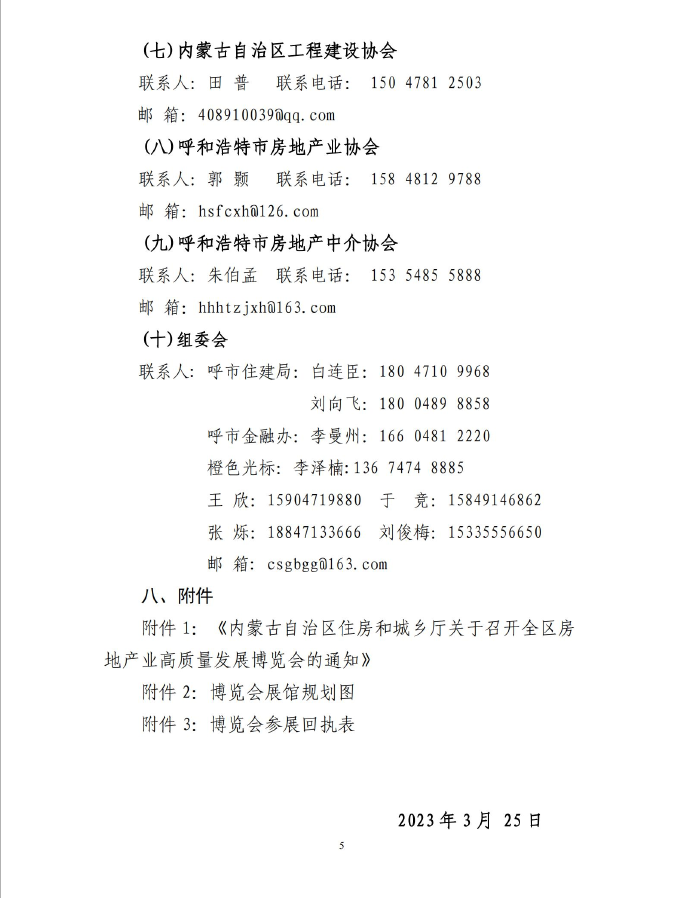 (七)内蒙古自治区工程建设协会
联系人：田 普 联系电话： 150 4781 2503
邮 箱：408910039@qq.com
(八)呼和浩特市房地产业协会
联系人：郭 颢 联系电话： 158 4812 9788
邮 箱：hsfcxh@126.com
(九)呼和浩特市房地产中介协会
联系人：朱伯孟 联系电话： 153 5485 5888
邮 箱：hhhtzjxh@163.com
(十)组委会
联系人：呼市住建局：白连臣：180 4710 9968
刘向飞：180 0489 8858
呼市金融办：李曼州：166 0481 2220
橙色光标：李泽楠:136 7474 8885
王 欣：15904719880 于 竞：15849146862
张 烁：18847133666 刘俊梅：15335556650
邮 箱：csgbgg@163.com
八、附件
附件 1：《内蒙古自治区住房和城乡厅关于召开全区房
地产业高质量发展博览会的通知》
附件 2：博览会展馆规划图
附件 3：博览会参展回执表
2023 年 3 月 25 日
5